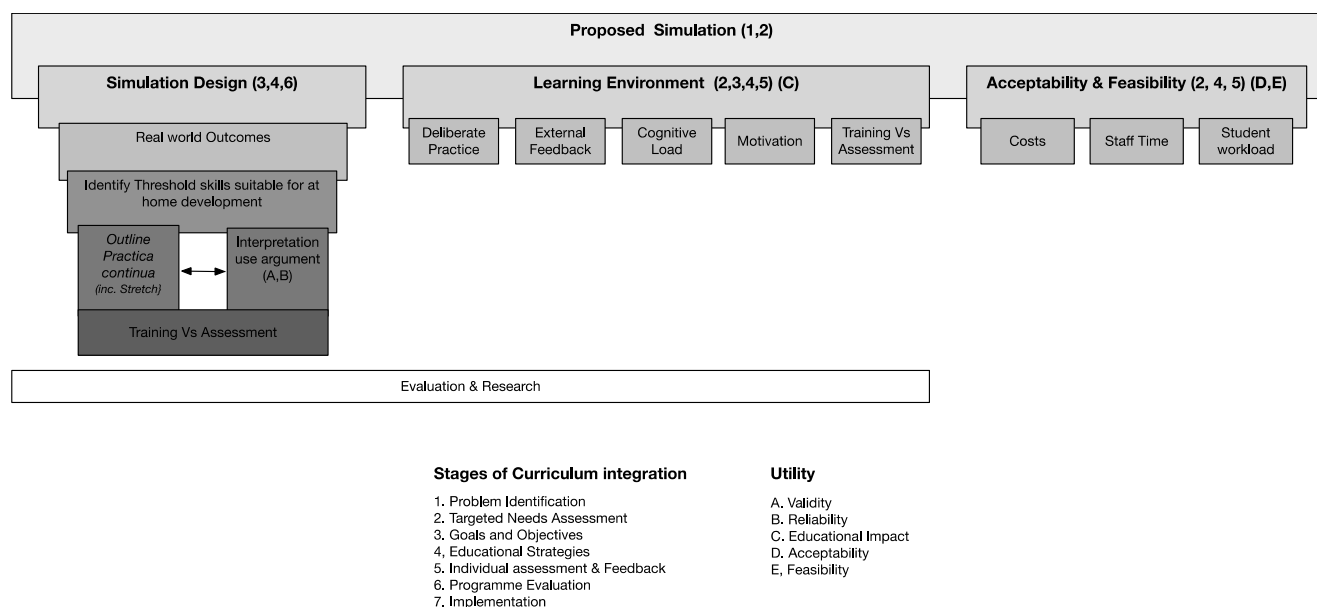 Proposed  Simulation (1,2)
Simulation Design (3,4,6)
Real world Outcomes
Identify Threshold skills suitable for at
home development
Outline
Practica
continua
(inc. Stretch}
Interpretation
use argument
(A,B)
Training Vs Assessment
Learning Environment  (2,3,4,5) (C)
Deliberate
Practice
External
Feedback
Cognitive
Load
Motivation
Training Vs
Assessment
Acceptability & Feasibility (2, 4, 5) (D,E)
Costs
Staff Time
Student
workload
Evaluation & Research
Stages of Curriculum integration
1. Problem Identification
2. Targeted Needs Assessment
3. Goals and Objectives
4, Educational Strategies
5. Individual assessment & Feedback
6. Programme Evaluation
7. Implementation
Utility
A. Validity
B. Reliability
C. Educational Impact
D. Acceptability
E, Feasibility